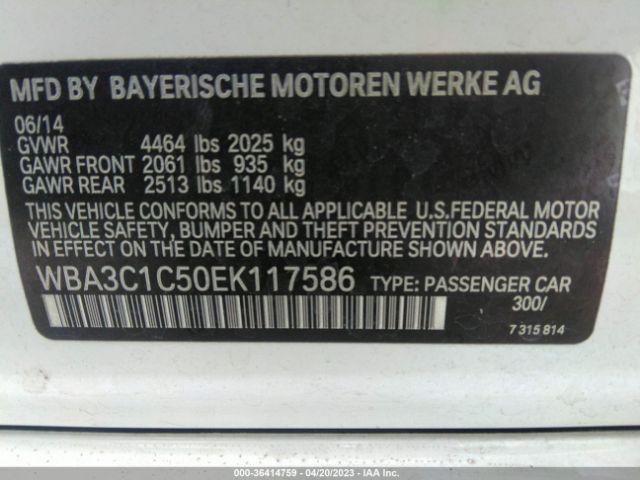 MFD BY BAYERISCHE MOTOREN WERKE AG
06/14
GVWR 4464 lbs 2025 kg
GAWR FRONT 2061 lbs 935 kg
GAWR REAR 2513 lbs 1140 kg
THIS VEHICLE CONFORMS TO ALL APPLICABLE U.S.FEDERAL MOTOR
VEHICLE SAFETY, BUMPER AND THEFT PREVENTION STANDARDS
IN EFFECT ON THE DATE OF MANUFACTURE SHOWN ABOVE.
WBA3C1C50EK117586 TYPE: PASSENGER CAR
300/
7 315 814
000-36414759 - 04/20/2023 - IAA Inc.